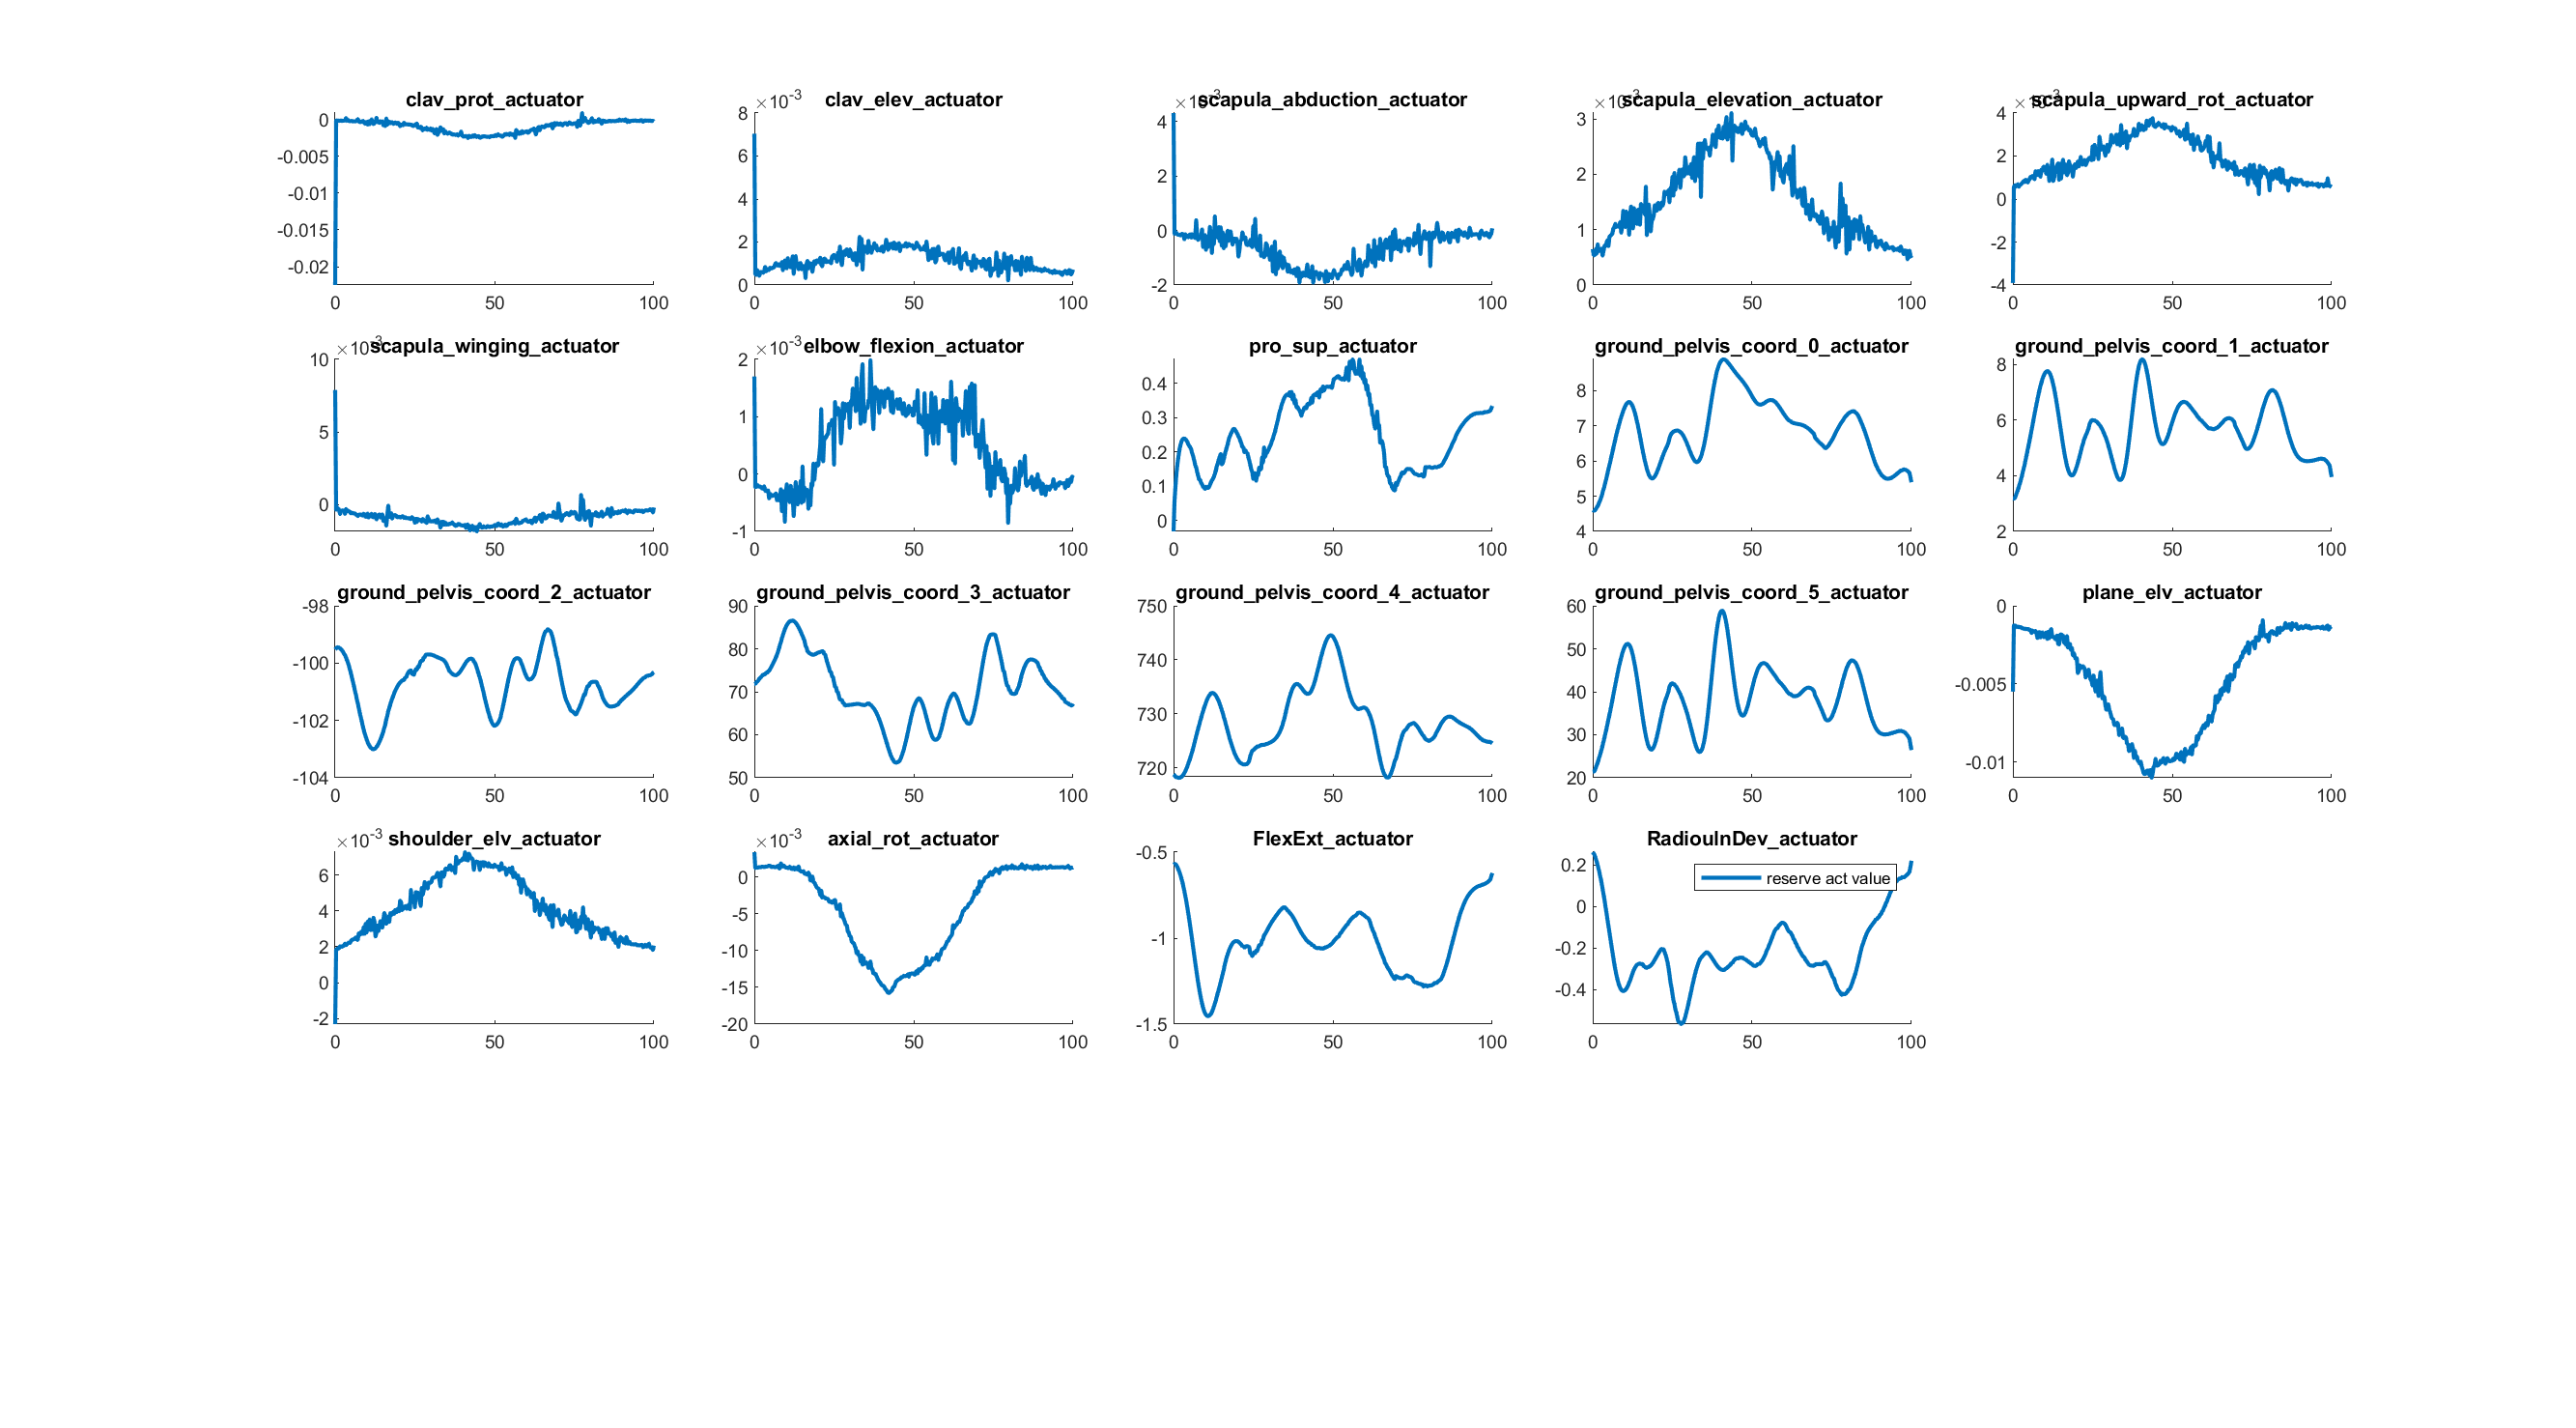 clav_prot_actuator
0
-0.005
-0.01
-0.015
-0.02
0 50 100
clav_elev_actuator
×10-3
8
6
4
2
0
0 50 100
scapula_abduction_actuator
4
2
0
-2
0 50 100
scapula_elevation_actuator
3
2
1
0
0 50 100
scapula_upward_rot_actuator
4
2
0
-2
-4
0 50 100
scapula_winging_actuator
10
5
0
0 50 100
elbow_flexion_actuator
×10-3
2
1
0
-1
0 50 100
pro_sup_actuator
0.4
0.3
0.2
0.1
0
0 50 100
ground_pelvis_coord_0_actuator
8
7
6
5
4
0 50 100
ground_pelvis_coord_1_actuator
8
6
4
2
0 50 100
ground_pelvis_coord_2_actuator
-98
-100
-102
-104
0 50 100
ground_pelvis_coord_3_actuator
90
80
70
60
50
0 50 100
ground_pelvis_coord_4_actuator
750
740
730
720
0 50 100
ground_pelvis_coord_5_actuator
60
50
40
30
20
0 50 100
plane_elv_actuator
0
-0.005
-0.01
0 50 100
shoulder_elv_actuator
×10-3
6
4
2
0
-2
0 50 100
axial_rot_actuator
×10-3
0
-5
-10
-15
-20
0 50 100
FlexExt_actuator
-0.5
-1
-1.5
0 50 100
RadioulnDev_actuator
reserve act value
0.2
0
-0.2
-0.4
0 50 100